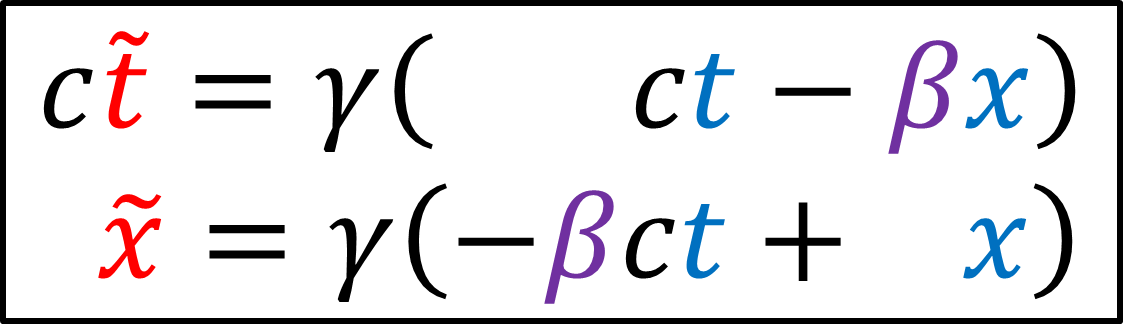 ct̃ = γ( ct − βx)
x̃ = γ(−βct + x)